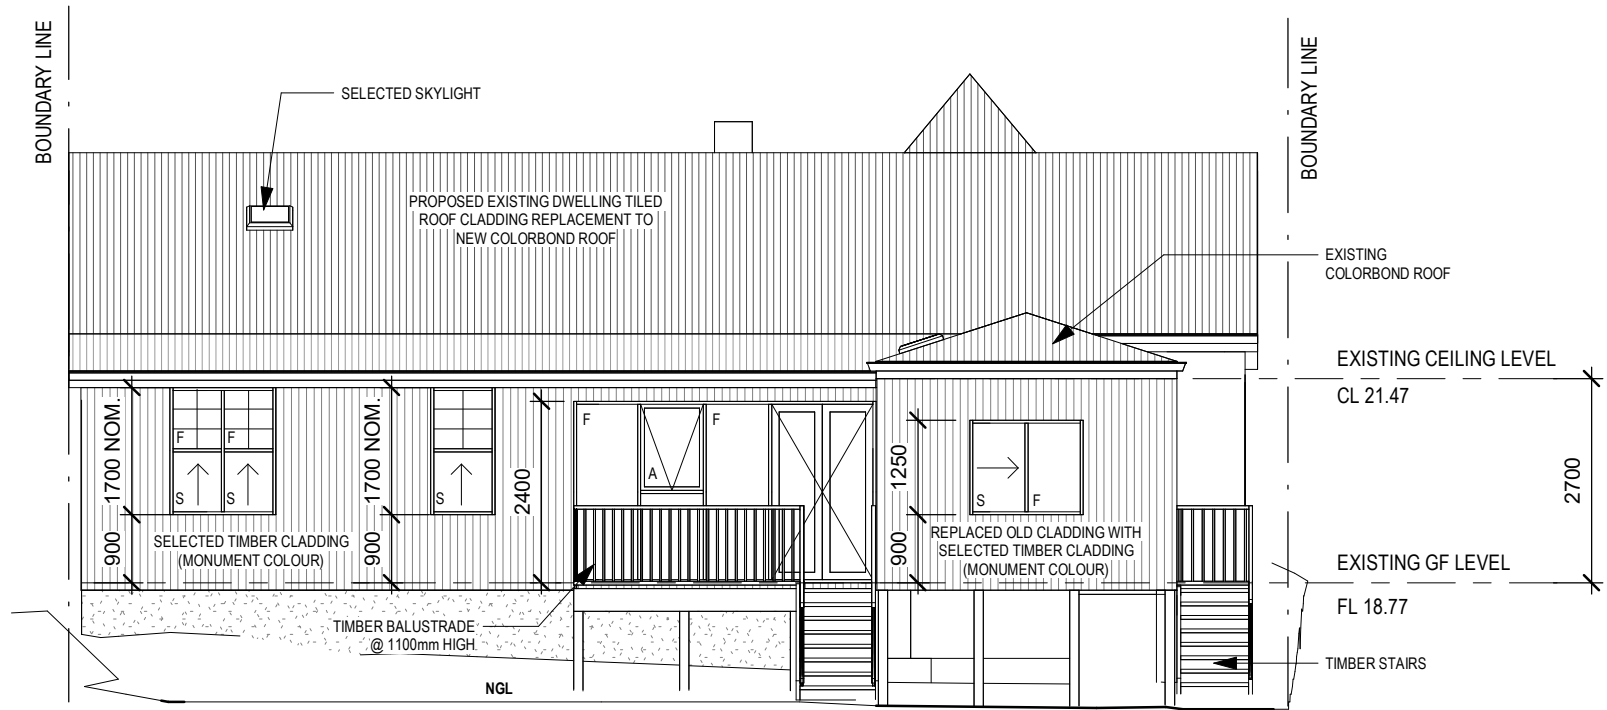 BOUNDARY LINE
BOUNDARY LINE
SELECTED SKYLIGHT
PROPOSED EXISTING DWELLING TILED
ROOF CLADDING REPLACEMENT TO
NEW COLORBOND ROOF
EXISTING
COLORBOND ROOF
EXISTING CEILING LEVEL
CL 21.47
1700 NOM.
900
F
F
S
S
1700 NOM.
900
S
2400
F
A
F
1250
900
S
F
2700
SELECTED TIMBER CLADDING
(MONUMENT COLOUR)
REPLACED OLD CLADDING WITH
SELECTED TIMBER CLADDING
(MONUMENT COLOUR)
EXISTING GF LEVEL
FL 18.77
TIMBER BALUSTRADE
@ 1100mm HIGH
TIMBER STAIRS
NGL